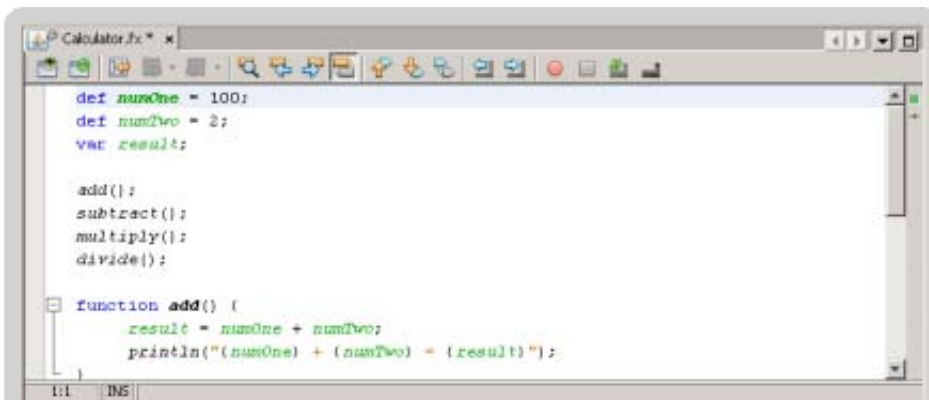 Calculator.fx *
def numOne = 100;
def numTwo = 2;
var result;
add();
subtract();
multiply();
divide();
function add() {
result = numOne + numTwo;
println("{numOne} + {numTwo} = {result}");
}
1:1 INS